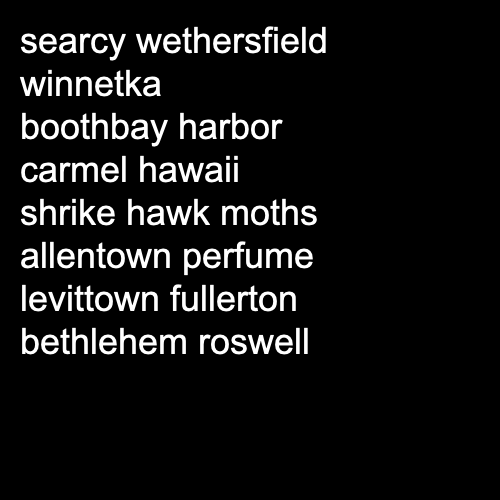 searcy wethersfield
winnetka
boothbay harbor
carmel hawaii
shrike hawk moths
allentown perfume
levittown fullerton
bethlehem roswell